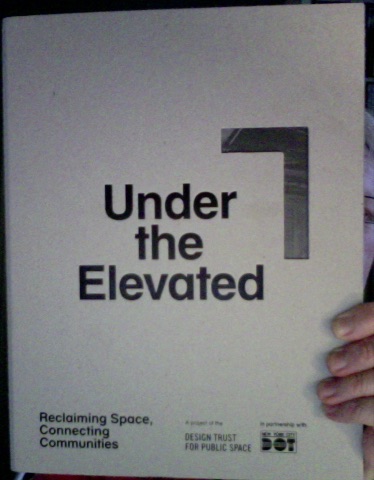 Under
the
Elevated
Reclaiming Space,
Connecting
Communities
A project of the
DESIGN TRUST
FOR PUBLIC SPACE
In partnership with
NEW YORK CITY
DOT